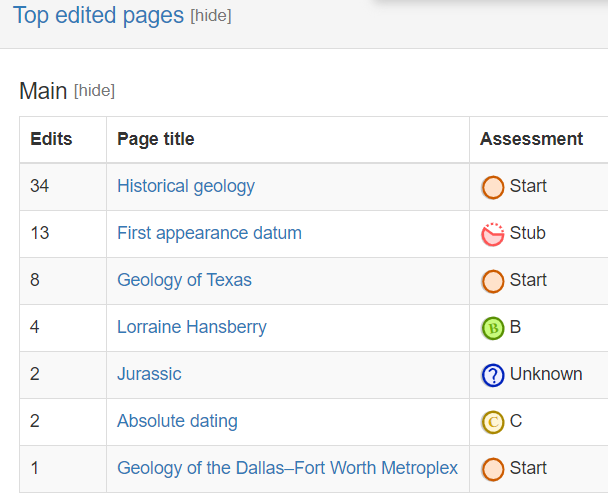 Top edited pages [hide]
Main [hide]
Edits Page title Assessment
34 Historical geology Start
13 First appearance datum Stub
8 Geology of Texas Start
4 Lorraine Hansberry B B
2 Jurassic ? Unknown
2 Absolute dating C C
1 Geology of the Dallas–Fort Worth Metroplex Start